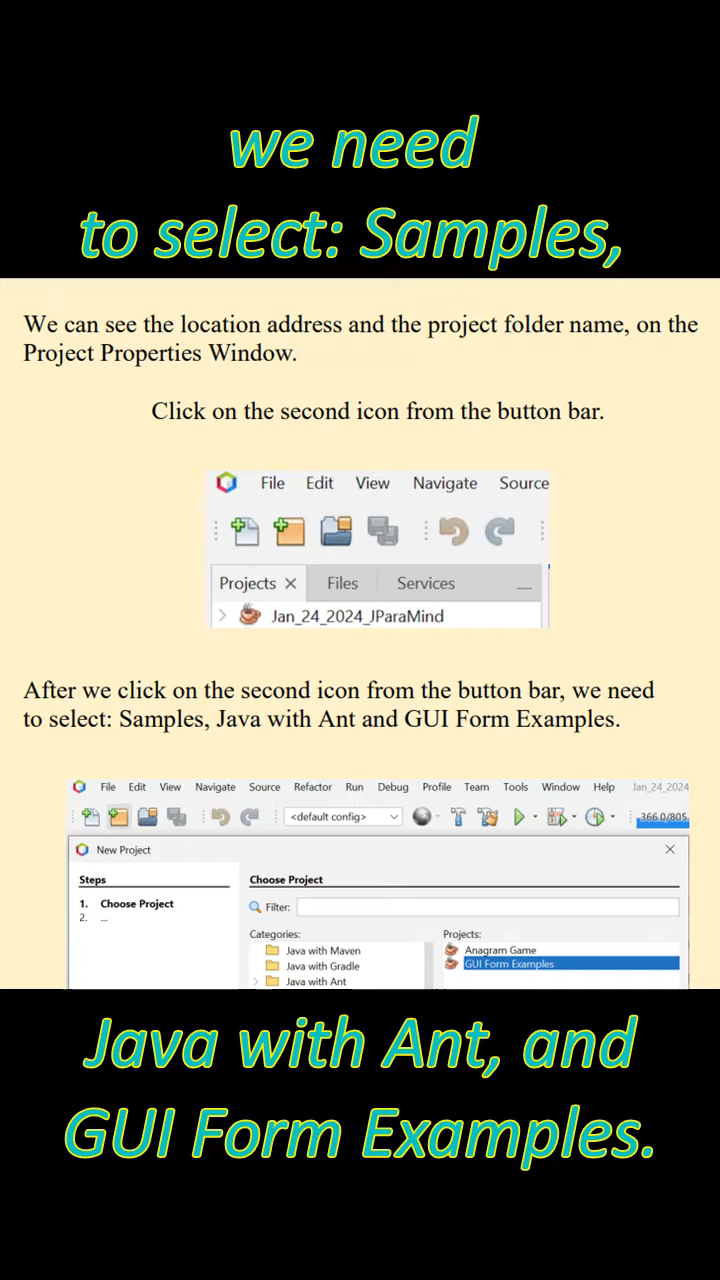 we need
to select: Samples,
We can see the location address and the project folder name, on the
Project Properties Window.
Click on the second icon from the button bar.
File Edit View Navigate Source
Projects Files Services
Jan_24_2024_JParaMind
After we click on the second icon from the button bar, we need
to select: Samples, Java with Ant and GUI Form Examples.
File Edit View Navigate Source Refactor Run Debug Profile Team Tools Window Help Jan_24_2024
<default config> 366.0/805
New Project
Steps Choose Project
1. Choose Project
2. ...
Filter:
Categories: Projects:
Java with Maven Anagram Game
Java with Gradle GUI Form Examples
Java with Ant
Java with Ant, and
GUI Form Examples.